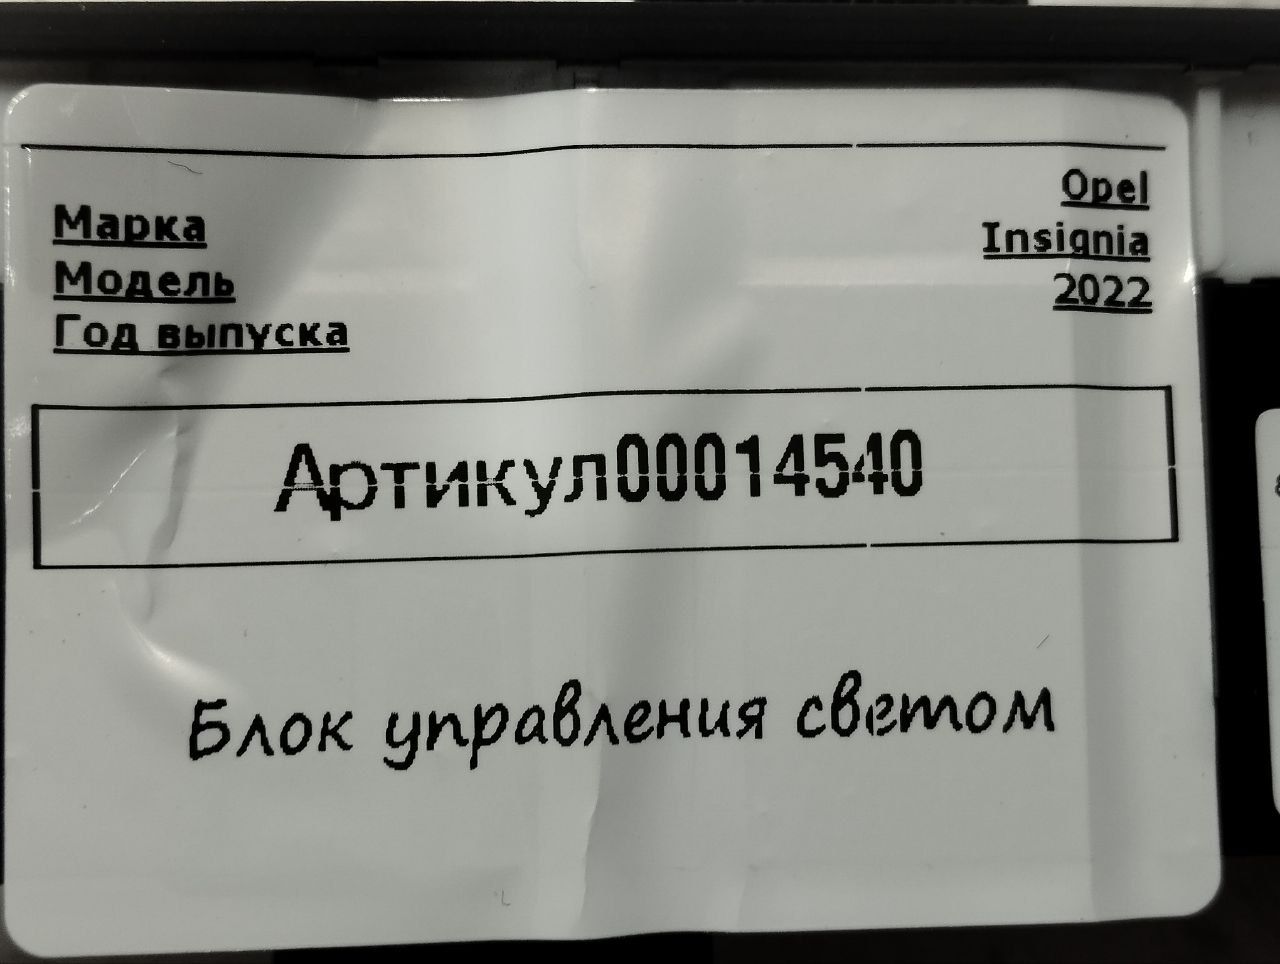 Марка Opel
Модель Insignia
Год выпуска 2022
Артикул00014540
Блок управления светом